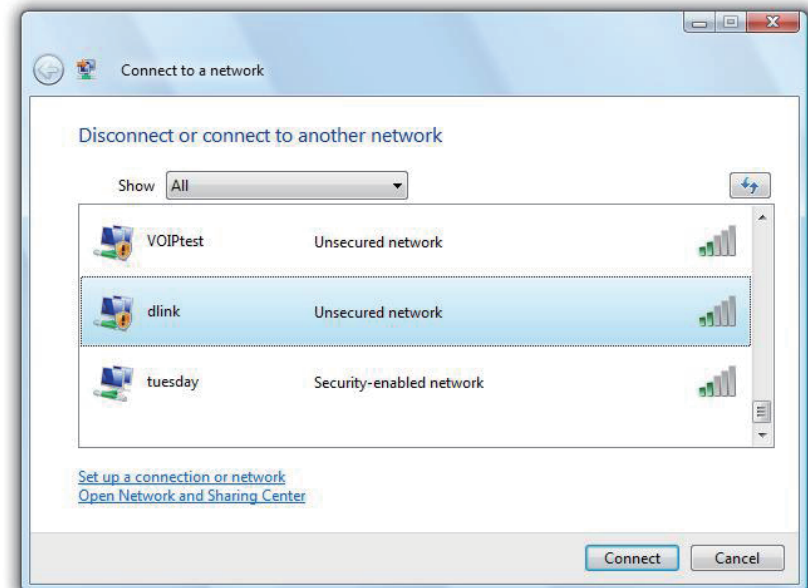 Connect to a network
Disconnect or connect to another network
Show All
VOIPtest Unsecured network
dlink Unsecured network
tuesday Security-enabled network
Set up a connection or network
Open Network and Sharing Center
Connect Cancel